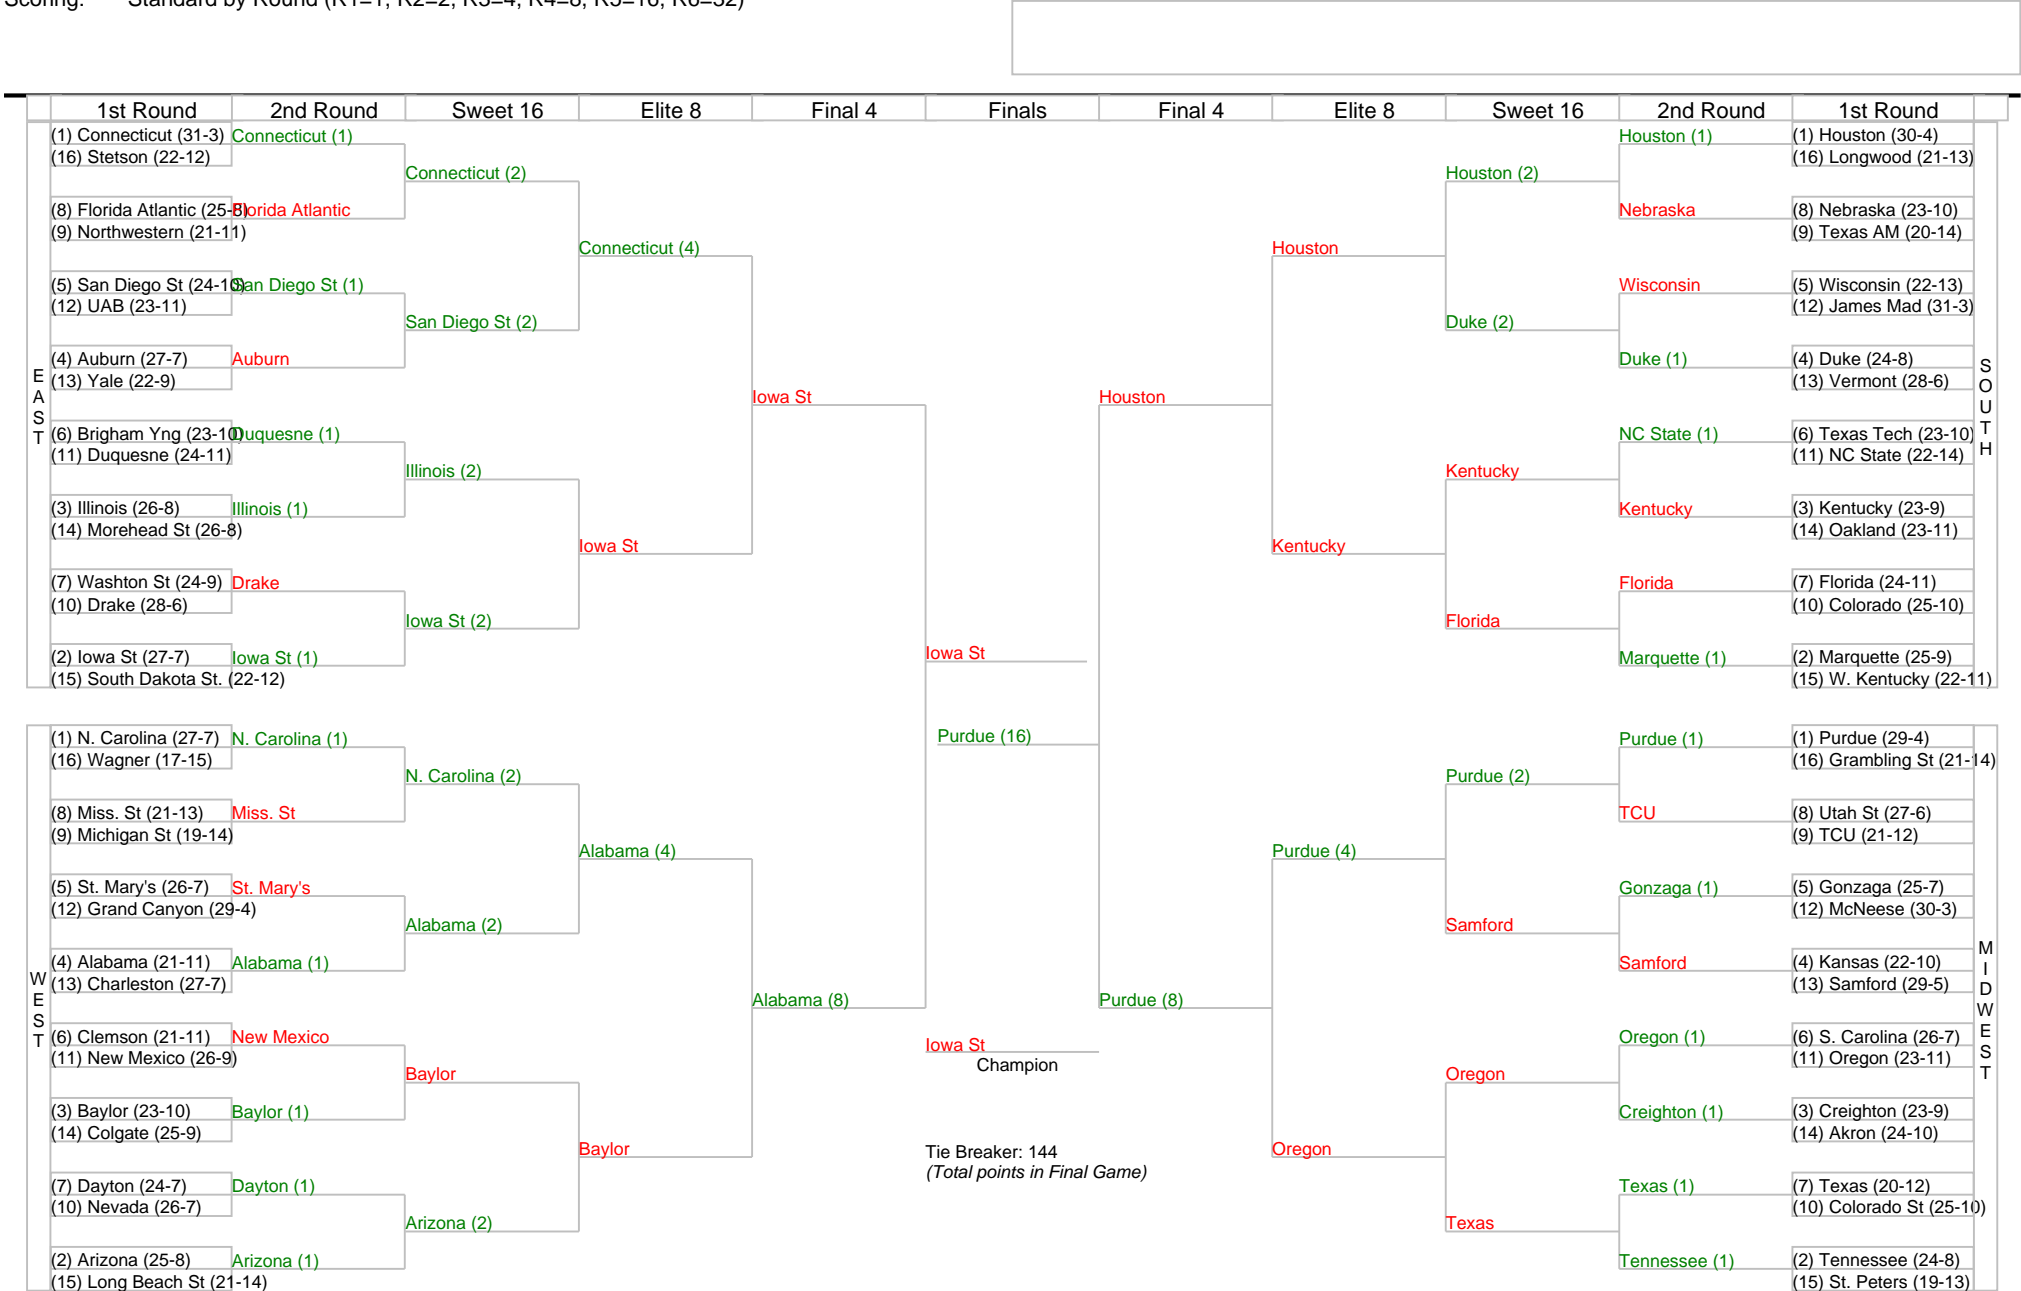 Scoring: Standard by Round (R1=1, R2=2, R3=4, R4=8, R5=16, R6=32)
1st Round 2nd Round Sweet 16 Elite 8 Final 4 Finals Final 4 Elite 8 Sweet 16 2nd Round 1st Round
EAST
(1) Connecticut (31-3)
(16) Stetson (22-12)
(8) Florida Atlantic (25-8)
(9) Northwestern (21-11)
(5) San Diego St (24-10)
(12) UAB (23-11)
(4) Auburn (27-7)
(13) Yale (22-9)
(6) Brigham Yng (23-10)
(11) Duquesne (24-11)
(3) Illinois (26-8)
(14) Morehead St (26-8)
(7) Washton St (24-9)
(10) Drake (28-6)
(2) Iowa St (27-7)
(15) South Dakota St. (22-12)
Connecticut (1)
Florida Atlantic
San Diego St (1)
Auburn
Duquesne (1)
Illinois (1)
Drake
Iowa St (1)
Connecticut (2)
San Diego St (2)
Illinois (2)
Iowa St (2)
Connecticut (4)
Iowa St
Iowa St
WEST
(1) N. Carolina (27-7)
(16) Wagner (17-15)
(8) Miss. St (21-13)
(9) Michigan St (19-14)
(5) St. Mary's (26-7)
(12) Grand Canyon (29-4)
(4) Alabama (21-11)
(13) Charleston (27-7)
(6) Clemson (21-11)
(11) New Mexico (26-9)
(3) Baylor (23-10)
(14) Colgate (25-9)
(7) Dayton (24-7)
(10) Nevada (26-7)
(2) Arizona (25-8)
(15) Long Beach St (21-14)
N. Carolina (1)
Miss. St
St. Mary's
Alabama (1)
New Mexico
Baylor (1)
Dayton (1)
Arizona (1)
N. Carolina (2)
Alabama (2)
Baylor
Arizona (2)
Alabama (4)
Baylor
Alabama (8)
Iowa St
Purdue (16)
Iowa St
Champion
Tie Breaker: 144
(Total points in Final Game)
Houston
Purdue (8)
Houston
Kentucky
Houston (2)
Duke (2)
Kentucky
Florida
Houston (1)
Nebraska
Wisconsin
Duke (1)
NC State (1)
Kentucky
Florida
Marquette (1)
(1) Houston (30-4)
(16) Longwood (21-13)
(8) Nebraska (23-10)
(9) Texas AM (20-14)
(5) Wisconsin (22-13)
(12) James Mad (31-3)
(4) Duke (24-8)
(13) Vermont (28-6)
(6) Texas Tech (23-10)
(11) NC State (22-14)
(3) Kentucky (23-9)
(14) Oakland (23-11)
(7) Florida (24-11)
(10) Colorado (25-10)
(2) Marquette (25-9)
(15) W. Kentucky (22-11)
SOUTH
Purdue (4)
Oregon
Purdue (2)
Samford
Oregon
Texas
Purdue (1)
TCU
Gonzaga (1)
Samford
Oregon (1)
Creighton (1)
Texas (1)
Tennessee (1)
(1) Purdue (29-4)
(16) Grambling St (21-14)
(8) Utah St (27-6)
(9) TCU (21-12)
(5) Gonzaga (25-7)
(12) McNeese (30-3)
(4) Kansas (22-10)
(13) Samford (29-5)
(6) S. Carolina (26-7)
(11) Oregon (23-11)
(3) Creighton (23-9)
(14) Akron (24-10)
(7) Texas (20-12)
(10) Colorado St (25-10)
(2) Tennessee (24-8)
(15) St. Peters (19-13)
MIDWEST